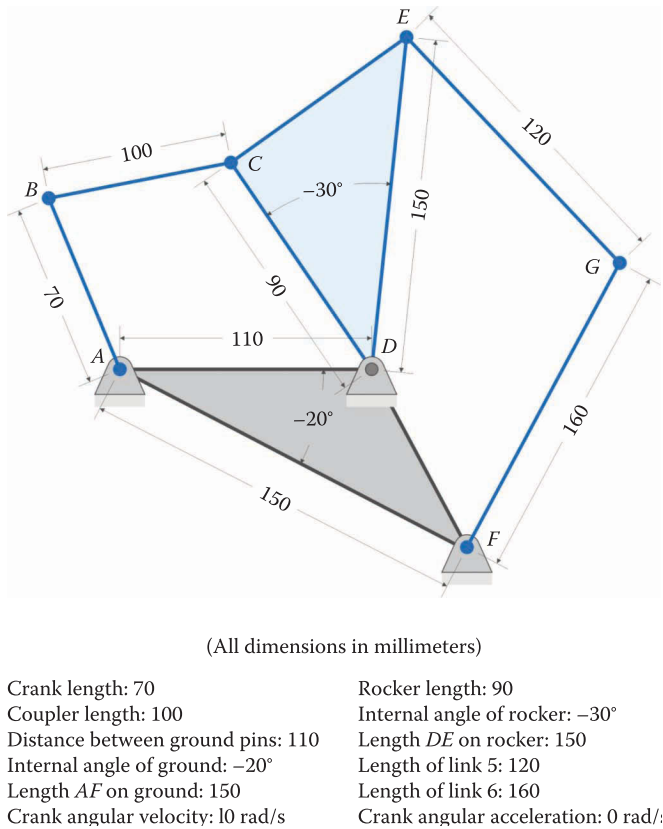 E
120
100
C
B
–30°
150
G
90
70
110
D
A
–20°
160
150
F
(All dimensions in millimeters)
Crank length: 70
Coupler length: 100
Distance between ground pins: 110
Internal angle of ground: –20°
Length AF on ground: 150
Crank angular velocity: l0 rad/s
Rocker length: 90
Internal angle of rocker: –30°
Length DE on rocker: 150
Length of link 5: 120
Length of link 6: 160
Crank angular acceleration: 0 rad/s